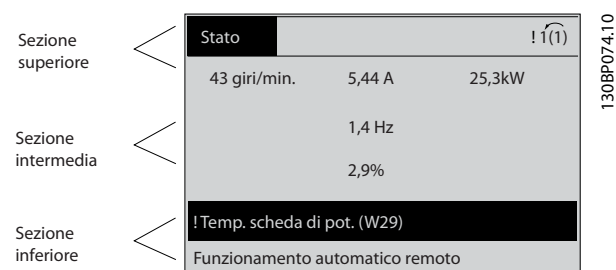 Sezione
superiore
Stato
! 1(1)
43 giri/min.
5,44 A
25,3kW
Sezione
intermedia
1,4 Hz
2,9%
Sezione
inferiore
! Temp. scheda di pot. (W29)
Funzionamento automatico remoto
130BP074.10